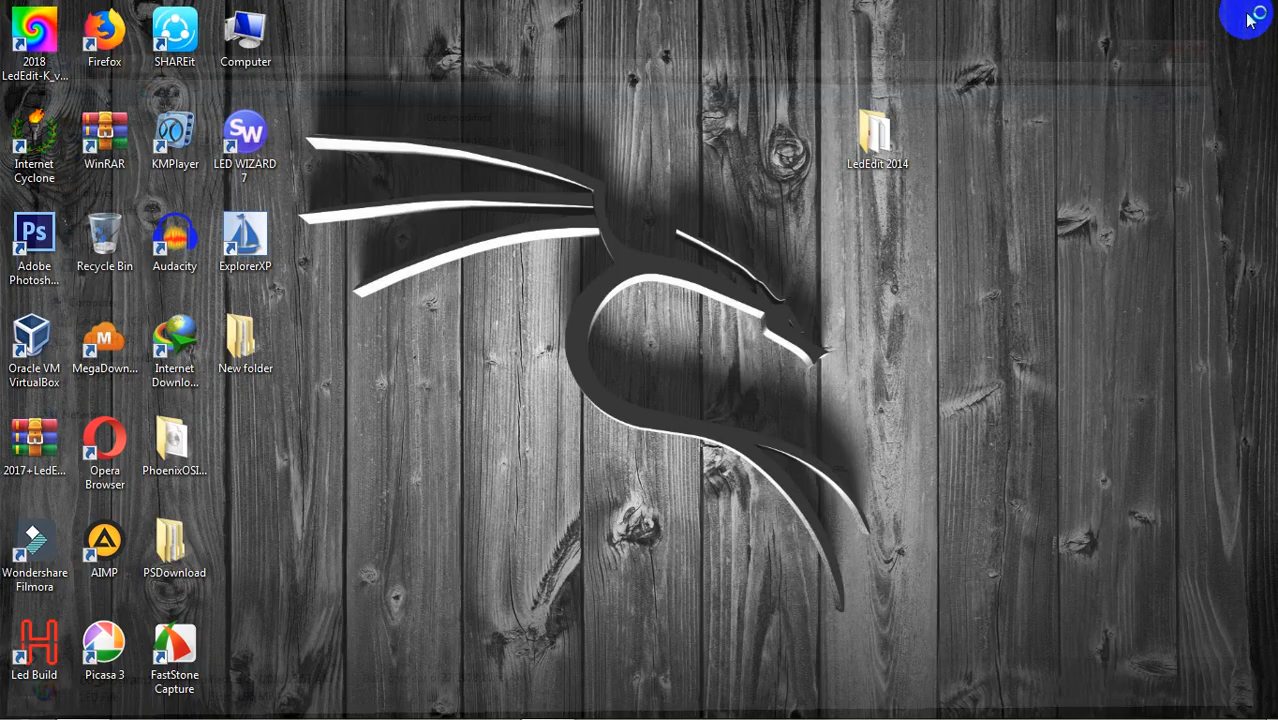 2018
LedEdit-K_v...
Firefox
SHAREit
Computer
Internet
Cyclone
WinRAR
KMPlayer
SW
LED WIZARD
7
LedEdit 2014
Ps
Adobe
Photosh...
Recycle Bin
Audacity
ExplorerXP
Oracle VM
VirtualBox
M
MegaDown...
Internet
Downlo...
New folder
2017+LedE...
Opera
Browser
PhoenixOSI...
Wondershare
Filmora
AIMP
PSDownload
Led Build
Picasa 3
FastStone
Capture